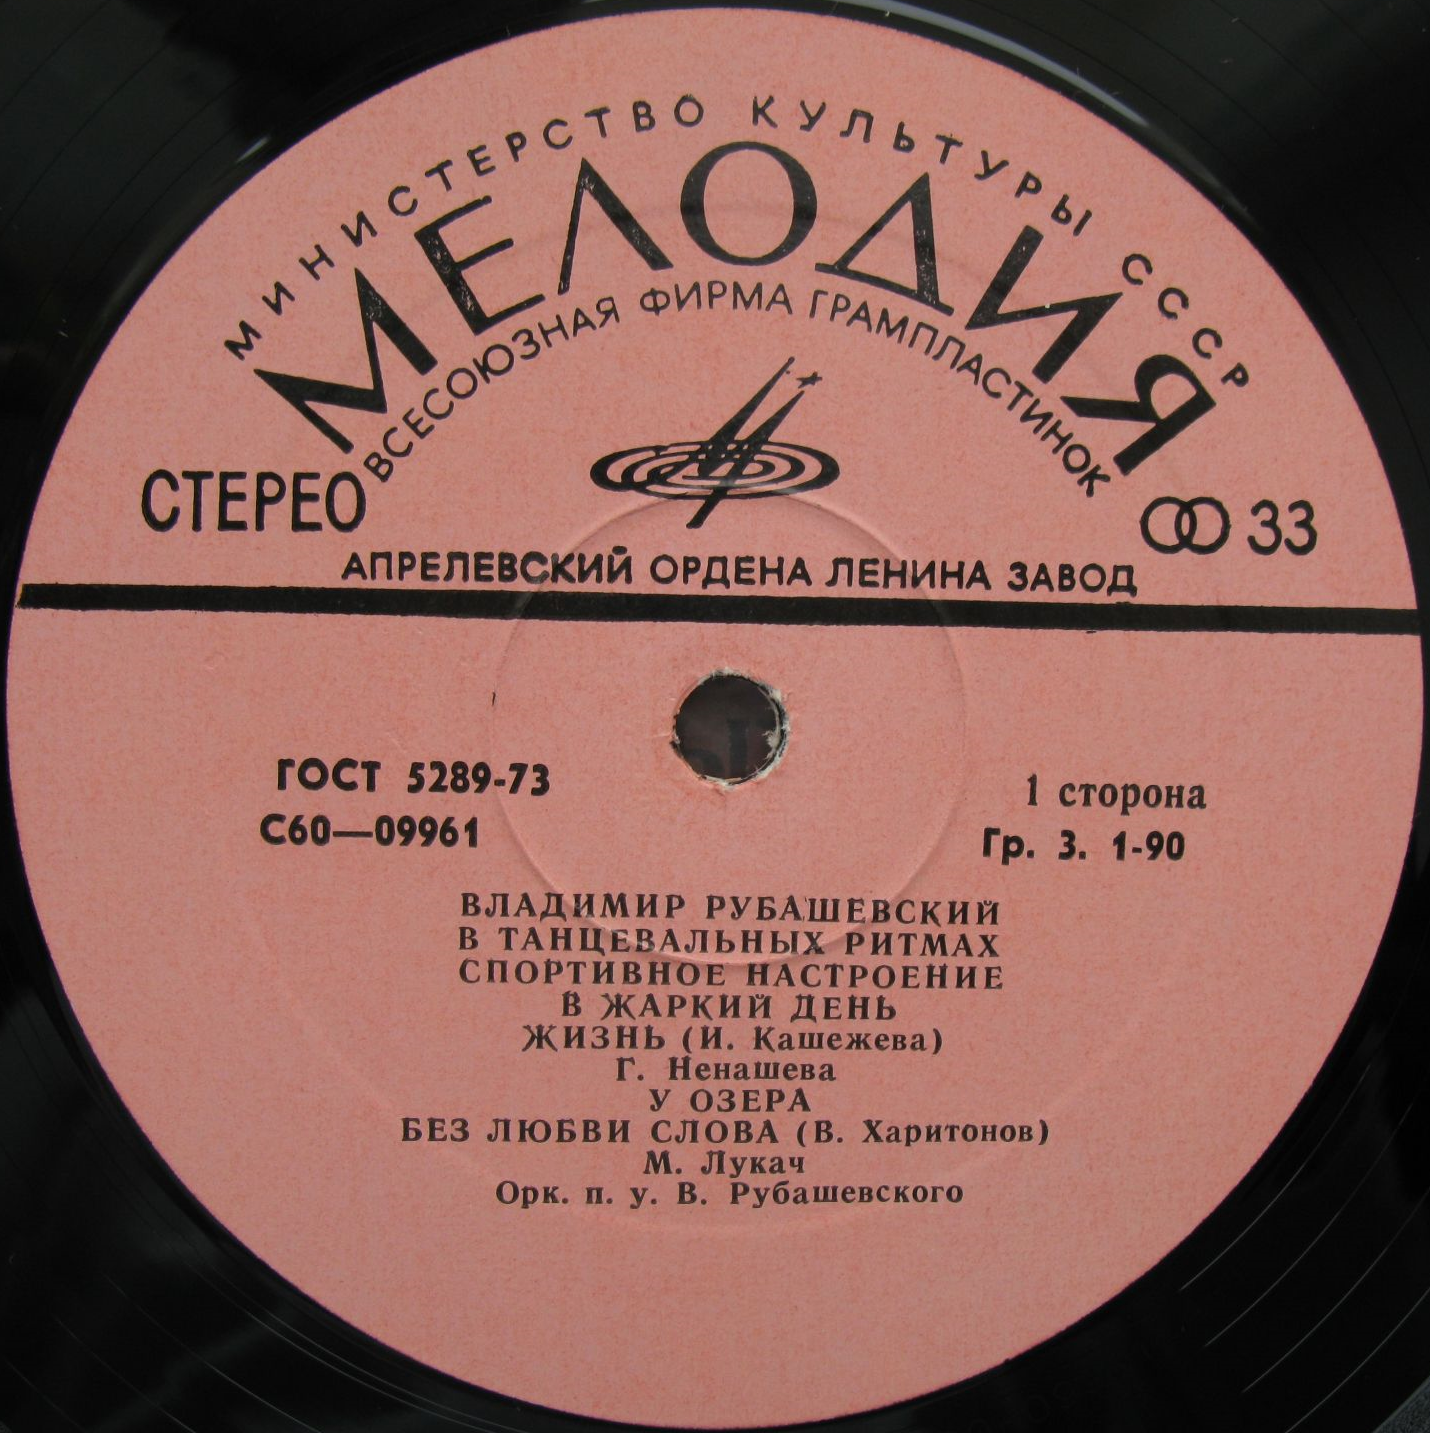 МИНИСТЕРСТВО КУЛЬТУРЫ СССР
МЕЛОДИЯ
ВСЕСОЮЗНАЯ ФИРМА ГРАМПЛАСТИНОК
СТЕРЕО
33
АПРЕЛЕВСКИЙ ОРДЕНА ЛЕНИНА ЗАВОД
ГОСТ 5289-73
1 сторона
С60—09961
Гр. 3. 1-90
ВЛАДИМИР РУБАШЕВСКИЙ
В ТАНЦЕВАЛЬНЫХ РИТМАХ
СПОРТИВНОЕ НАСТРОЕНИЕ
В ЖАРКИЙ ДЕНЬ
ЖИЗНЬ (И. Кашежева)
Г. Ненашева
У ОЗЕРА
БЕЗ ЛЮБВИ СЛОВА (В. Харитонов)
М. Лукач
Орк. п. у. В. Рубашевского